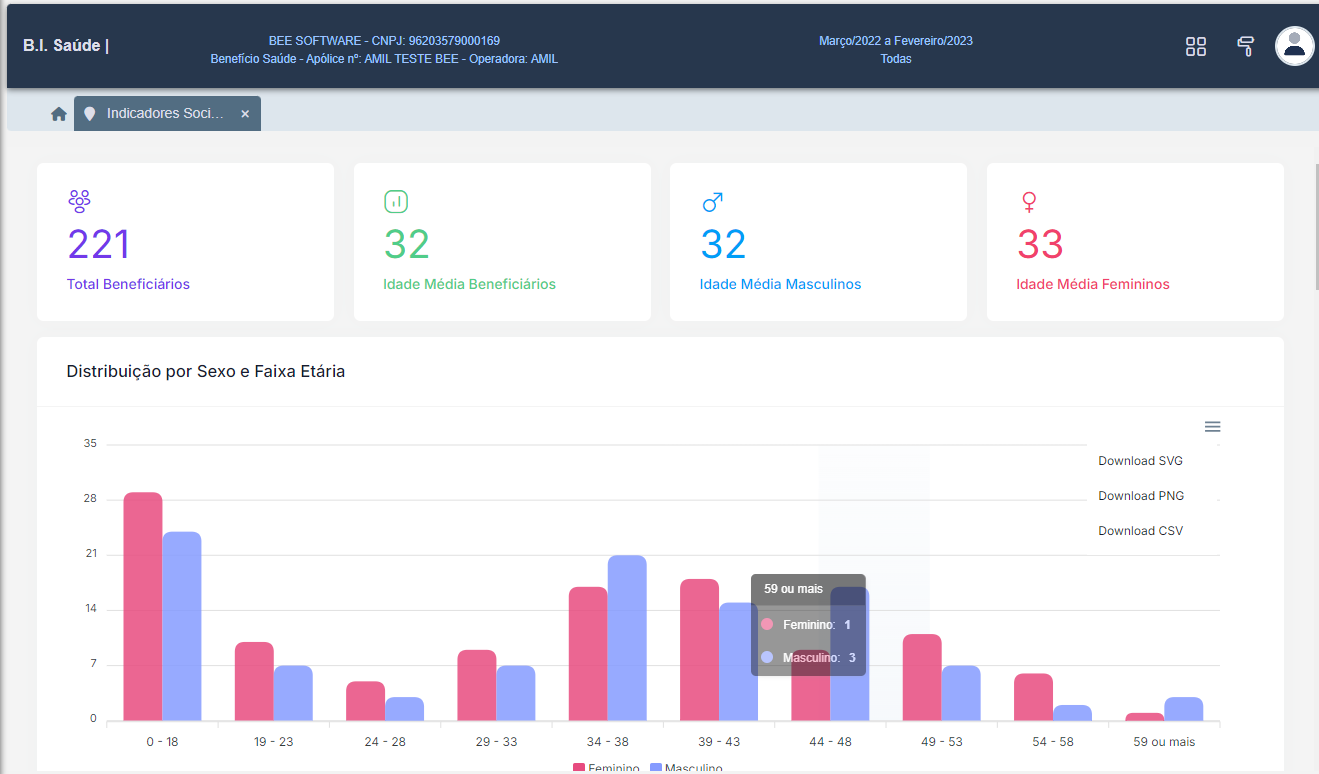 B.I. Saúde |
BEE SOFTWARE - CNPJ: 96203579000169
Benefício Saúde - Apólice nº: AMIL TESTE BEE - Operadora: AMIL
Março/2022 a Fevereiro/2023
Todas
Indicadores Soci... ×
221
Total Beneficiários
32
Idade Média Beneficiários
32
Idade Média Masculinos
33
Idade Média Femininos
Distribuição por Sexo e Faixa Etária
Download SVG
Download PNG
Download CSV
35
28
21
14
7
0
59 ou mais
Feminino: 1
Masculino: 3
0 - 18
19 - 23
24 - 28
29 - 33
34 - 38
39 - 43
44 - 48
49 - 53
54 - 58
59 ou mais
Feminino
Masculino